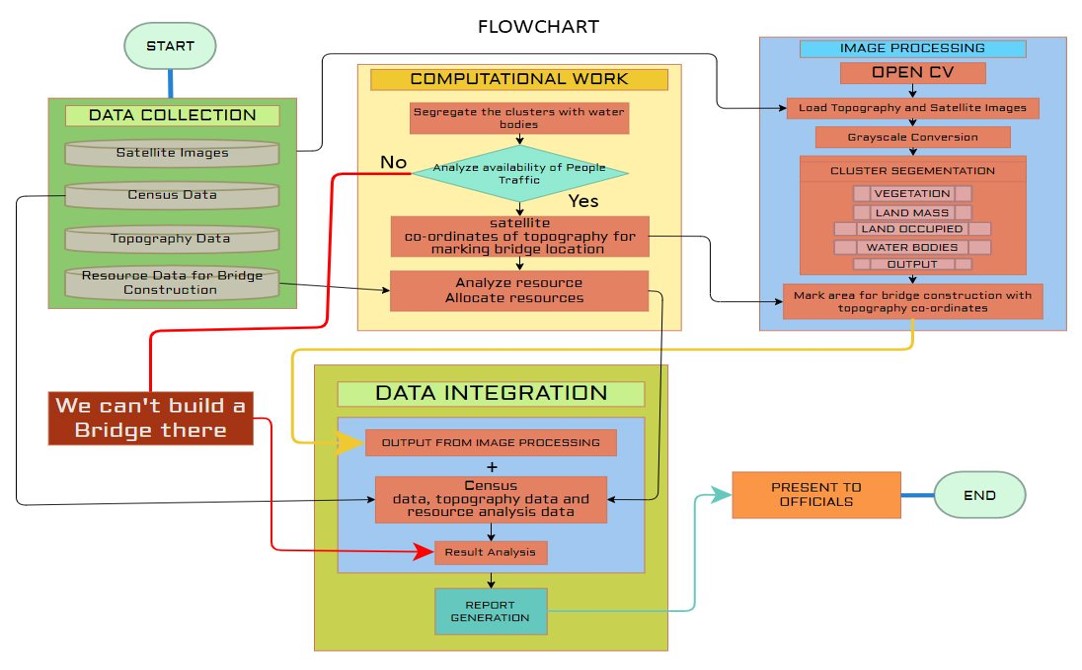 FLOWCHART
START
DATA COLLECTION
Satellite Images
Census Data
Topography Data
Resource Data for Bridge
Construction
COMPUTATIONAL WORK
Segregate the clusters with water
bodies
No
Analyze availability of People
Traffic
Yes
satellite
co-ordinates of topography for
marking bridge location
Analyze resource
Allocate resources
IMAGE PROCESSING
OPEN CV
Load Topography and Satellite Images
Grayscale Conversion
CLUSTER SEGEMENTATION
VEGETATION
LAND MASS
LAND OCCUPIED
WATER BODIES
OUTPUT
Mark area for bridge construction with
topography co-ordinates
We can't build a
Bridge there
DATA INTEGRATION
OUTPUT FROM IMAGE PROCESSING
+
Census
data, topography data and
resource analysis data
Result Analysis
REPORT
GENERATION
PRESENT TO
OFFICIALS
END